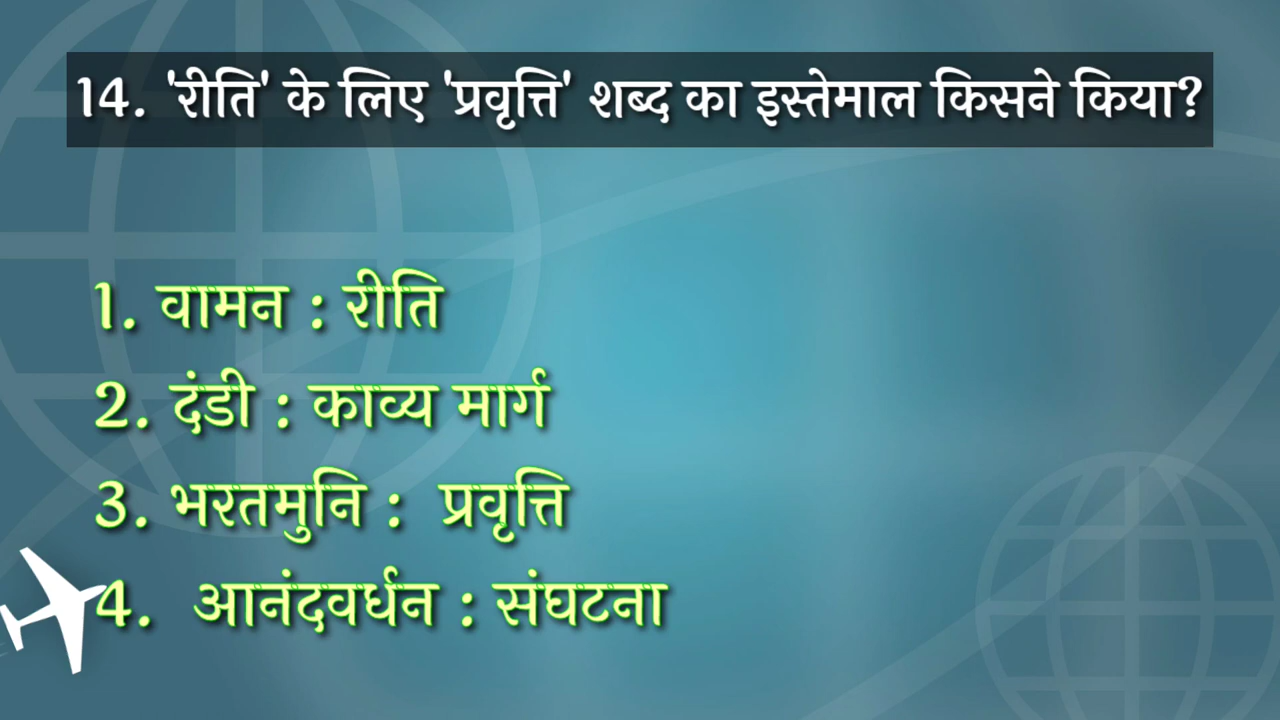 14. 'रीति' के लिए 'प्रवृत्ति' शब्द का इस्तेमाल किसने किया?
1. वामन : रीति
2. दंडी : काव्य मार्ग
3. भरतमुनि : प्रवृत्ति
4. आनंदवर्धन : संघटना